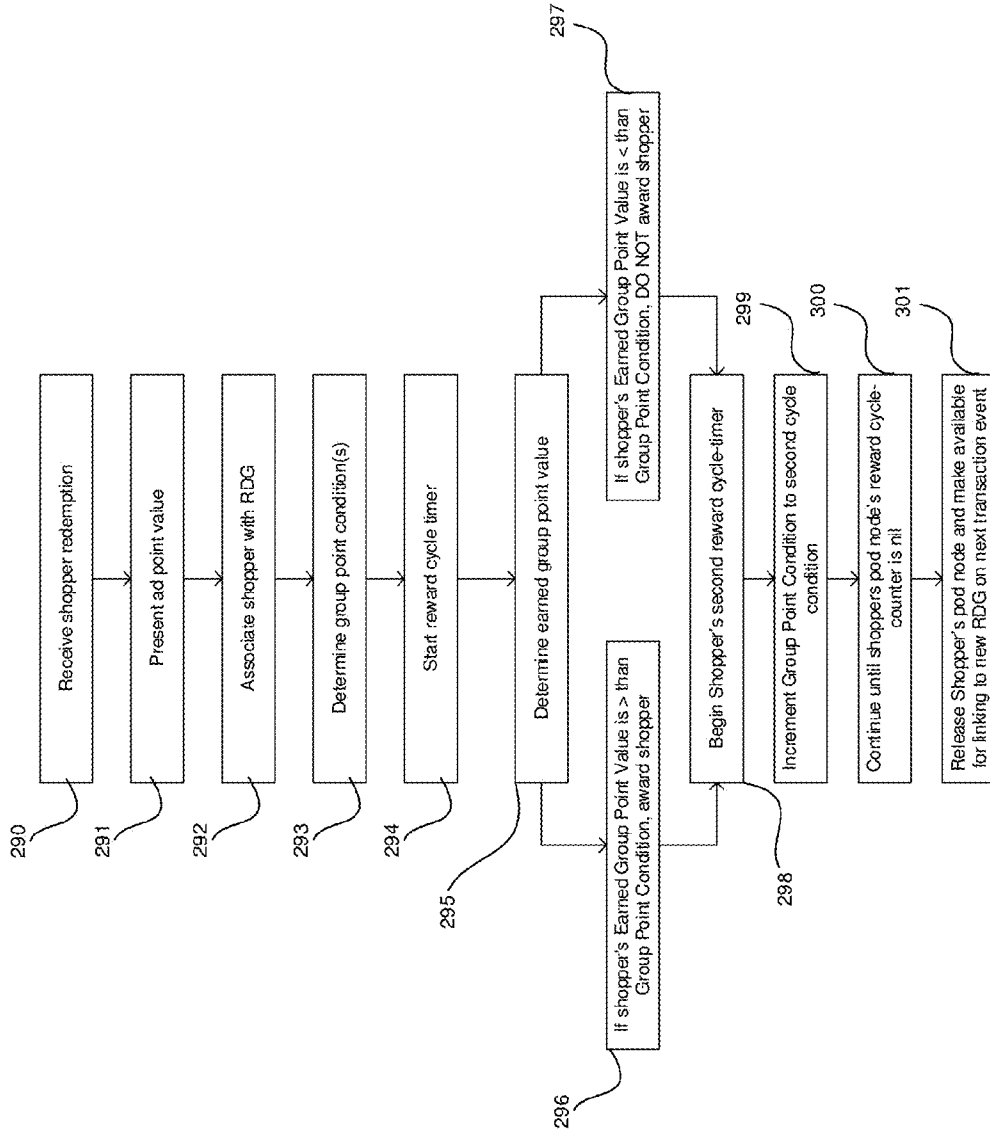 Receive shopper redemption
290
Present ad point value
291
Associate shopper with RDG
292
Determine group point condition(s)
293
Start reward cycle timer
294
Determine earned group point value
295
If shopper's Earned Group Point Value is > than
Group Point Condition, award shopper
296
If shopper's Earned Group Point Value is < than
Group Point Condition, DO NOT award shopper
297
Begin Shopper's second reward cycle-timer
298
Increment Group Point Condition to second cycle
condition
299
Continue until shoppers pod node's reward cycle-
counter is nil
300
Release Shopper's pod node and make available
for linking to new RDG on next transaction event
301